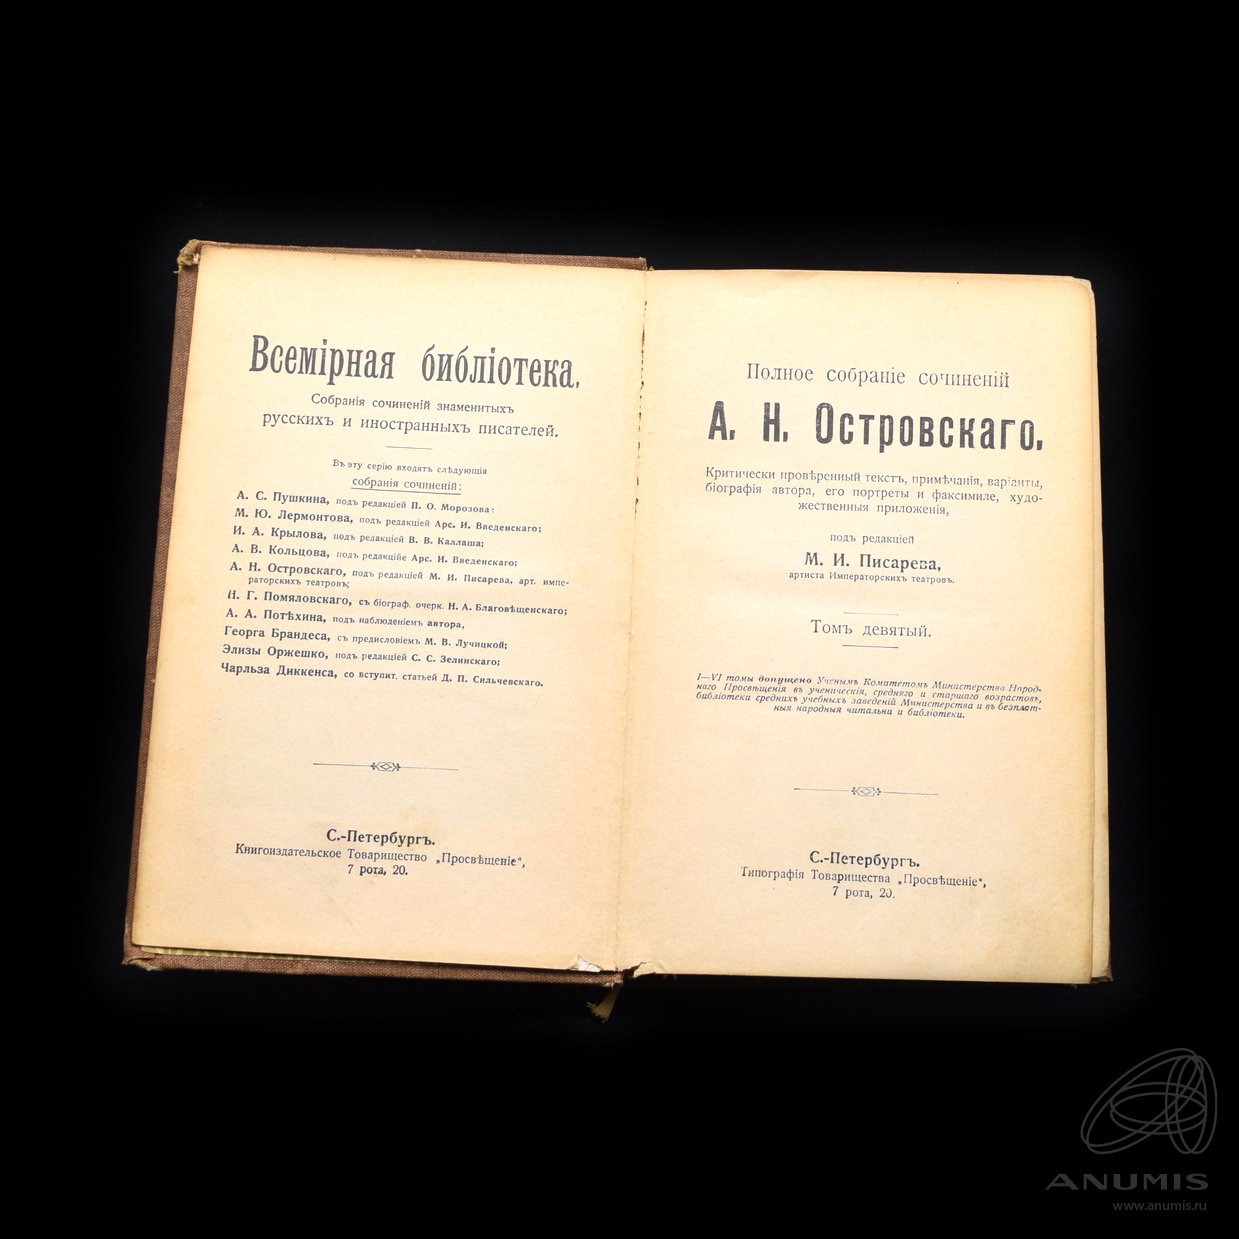 Всемірная библіотека.
Собранія сочиненій знаменитыхъ
русскихъ и иностранныхъ писателей.
Въ эту серію входятъ слѣдующія
собранія сочиненій:
А. С. Пушкина, подъ редакціей П. О. Морозова;
М. Ю. Лермонтова, подъ редакціей Арс. И. Введенскаго;
И. А. Крылова, подъ редакціей В. В. Каллаша;
А. В. Кольцова, подъ редакційе Арс. И. Введенскаго;
А. Н. Островскаго, подъ редакціей М. И. Писарева, арт. импе-
раторскихъ театровъ;
Н. Г. Помяловскаго, съ біограф. очерк. Н. А. Благовѣщенскаго;
А. А. Потѣхина, подъ наблюденіемъ автора,
Георга Брандеса, съ предисловіемъ М. В. Лучицкой;
Элизы Оржешко, подъ редакціей С. С. Зелинскаго;
Чарльза Диккенса, со вступит. статьей Д. П. Сильчевскаго.
С.-Петербургъ.
Книгоиздательское Товарищество „Просвѣщеніе“,
7 рота, 20.
Полное собраніе сочиненій
А. Н. Островскаго.
Критически провѣренный текстъ, примѣчанія, варіанты,
біографія автора, его портреты и факсимиле, худо-
жественныя приложенія,
подъ редакціей
М. И. Писарева,
артиста Императорскихъ театровъ.
Томъ девятый.
I—VI томы допущено Ученымъ Комитетомъ Министерства Народ-
наго Просвѣщенія въ ученическія, средняго и старшаго возрастовъ,
библіотеки среднихъ учебныхъ заведеній Министерства и въ безплат-
ныя народныя читальни и библіотеки.
С.-Петербургъ.
Типографія Товарищества „Просвѣщеніе“,
7 рота, 20.
ANUMIS
www.anumis.ru